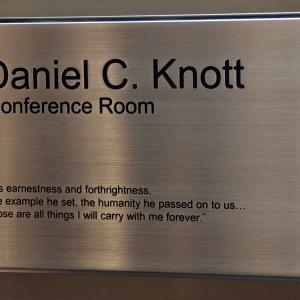 Daniel C. Knott
onference Room
s earnestness and forthrightness.
e example he set, the humanity he passed on to us...
ose are all things I will carry with me forever."